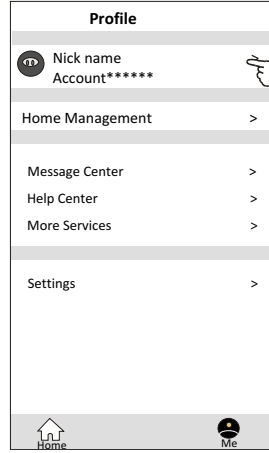 Profile
Nick name
Account******
Home Management >
Message Center >
Help Center >
More Services >
Settings >
Home Me